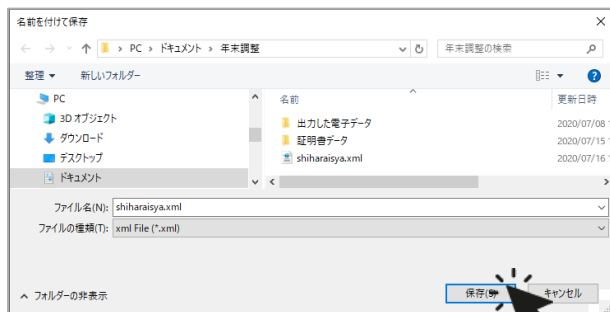 名前を付けて保存
PC › ドキュメント › 年末調整
年末調整の検索
整理 新しいフォルダー
PC
3D オブジェクト
ダウンロード
デスクトップ
ドキュメント
名前 更新日時
出力した電子データ 2020/07/08
証明書データ 2020/07/15
shiharaisya.xml 2020/07/16
ファイル名(N): shiharaisya.xml
ファイルの種類(T): xml File (*.xml)
フォルダーの非表示
保存(S) キャンセル